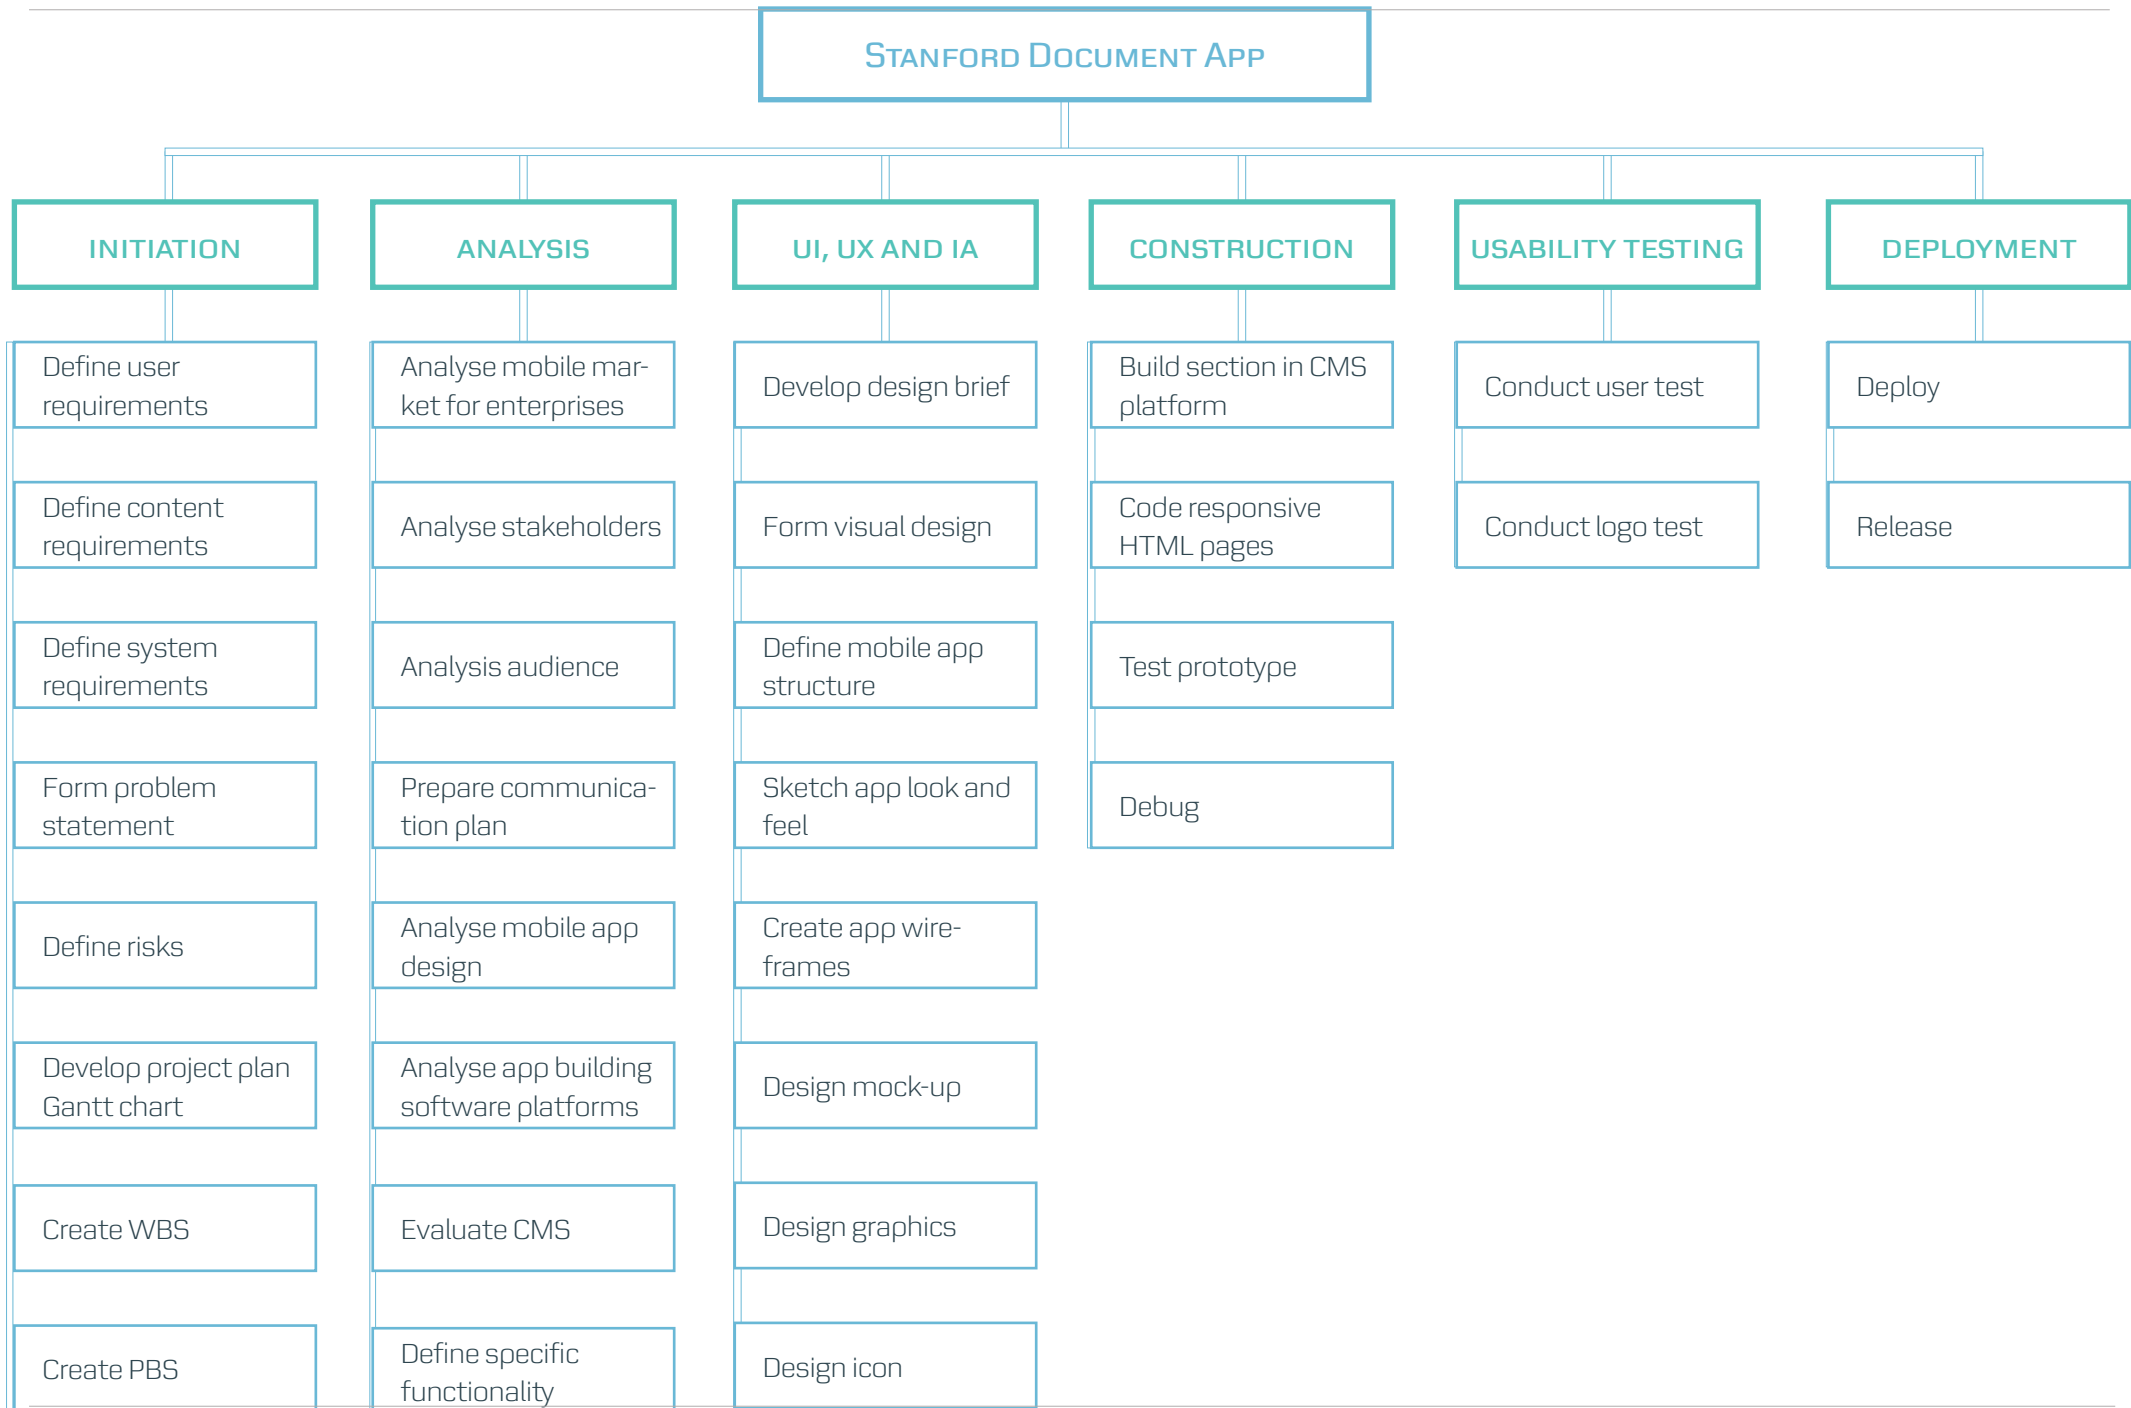 Stanford Document App
INITIATION
Define user
requirements
Define content
requirements
Define system
requirements
Form problem
statement
Define risks
Develop project plan
Gantt chart
Create WBS
Create PBS
ANALYSIS
Analyse mobile mar-
ket for enterprises
Analyse stakeholders
Analysis audience
Prepare communica-
tion plan
Analyse mobile app
design
Analyse app building
software platforms
Evaluate CMS
Define specific
functionality
UI, UX AND IA
Develop design brief
Form visual design
Define mobile app
structure
Sketch app look and
feel
Create app wire-
frames
Design mock-up
Design graphics
Design icon
CONSTRUCTION
Build section in CMS
platform
Code responsive
HTML pages
Test prototype
Debug
USABILITY TESTING
Conduct user test
Conduct logo test
DEPLOYMENT
Deploy
Release